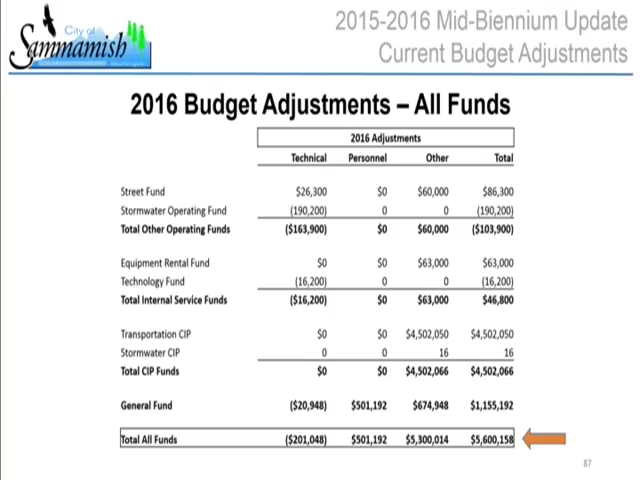 City of
Sammamish
2015-2016 Mid-Biennium Update
Current Budget Adjustments
2016 Budget Adjustments – All Funds
2016 Adjustments
Technical Personnel Other Total
Street Fund $26,300 $0 $60,000 $86,300
Stormwater Operating Fund (190,200) 0 0 (190,200)
Total Other Operating Funds ($163,900) $0 $60,000 ($103,900)
Equipment Rental Fund $0 $0 $63,000 $63,000
Technology Fund (16,200) 0 0 (16,200)
Total Internal Service Funds ($16,200) $0 $63,000 $46,800
Transportation CIP $0 $0 $4,502,050 $4,502,050
Stormwater CIP 0 0 16 16
Total CIP Funds $0 $0 $4,502,066 $4,502,066
General Fund ($20,948) $501,192 $674,948 $1,155,192
Total All Funds ($201,048) $501,192 $5,300,014 $5,600,158
87